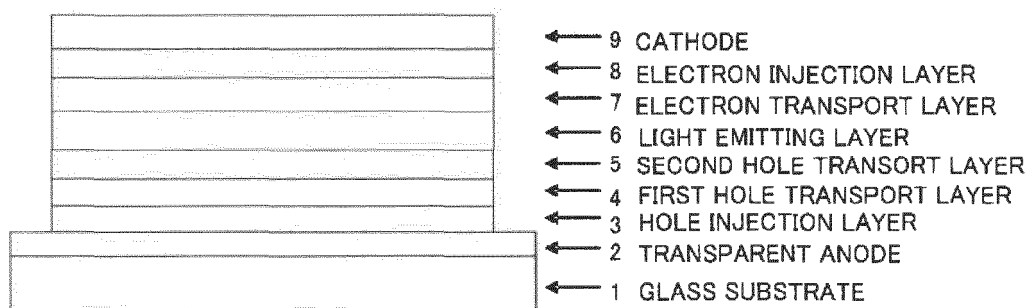 9 CATHODE
8 ELECTRON INJECTION LAYER
7 ELECTRON TRANSPORT LAYER
6 LIGHT EMITTING LAYER
5 SECOND HOLE TRANSORT LAYER
4 FIRST HOLE TRANSPORT LAYER
3 HOLE INJECTION LAYER
2 TRANSPARENT ANODE
1 GLASS SUBSTRATE